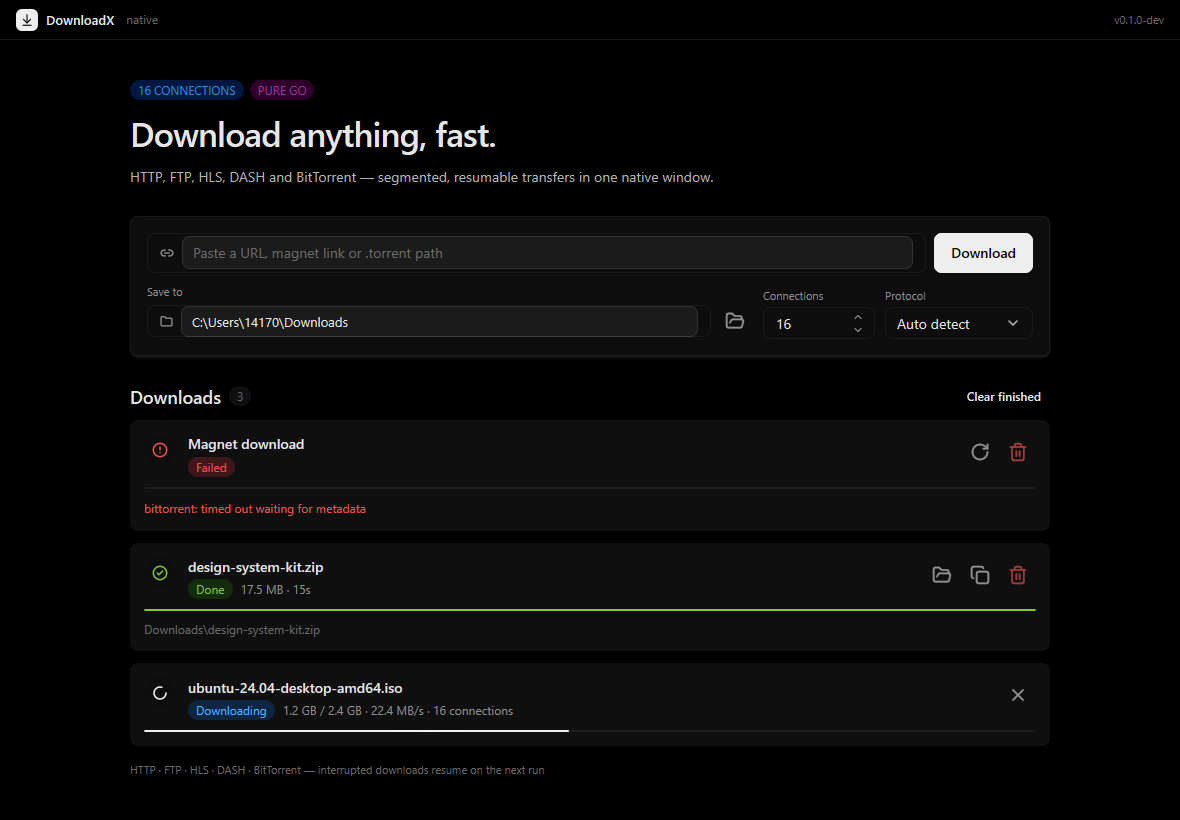 DownloadX native v0.1.0-dev
16 CONNECTIONS PURE GO
Download anything, fast.
HTTP, FTP, HLS, DASH and BitTorrent — segmented, resumable transfers in one native window.
Paste a URL, magnet link or .torrent path Download
Save to Connections Protocol
C:\Users\14170\Downloads 16 Auto detect
Downloads 3 Clear finished
Magnet download
Failed
bittorrent: timed out waiting for metadata
design-system-kit.zip
Done 17.5 MB · 15s
Downloads\design-system-kit.zip
ubuntu-24.04-desktop-amd64.iso
Downloading 1.2 GB / 2.4 GB · 22.4 MB/s · 16 connections
HTTP · FTP · HLS · DASH · BitTorrent — interrupted downloads resume on the next run